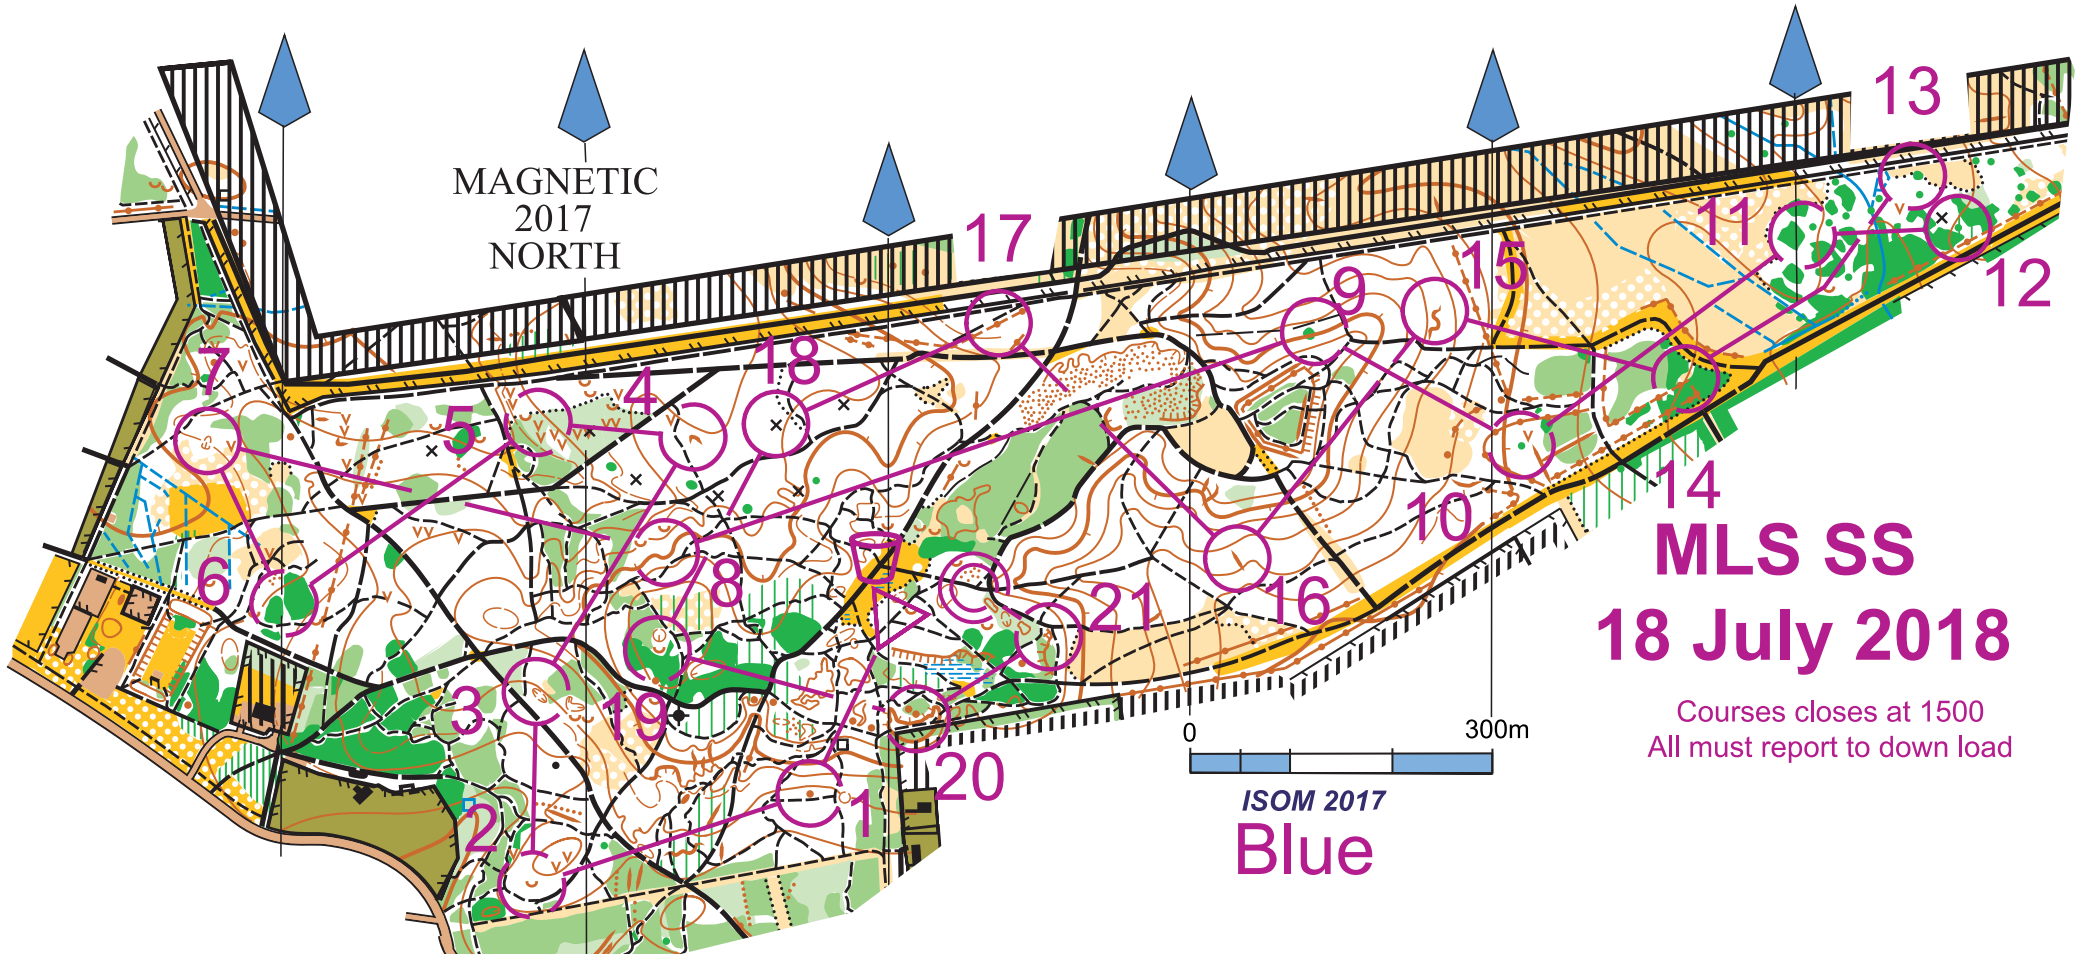 MAGNETIC
2017
NORTH
13
17
11
15
12
9
18
7
4
5
14
10
MLS SS
18 July 2018
6
8
16
21
3
19
Courses closes at 1500
All must report to down load
0
300m
20
2
1
ISOM 2017
Blue